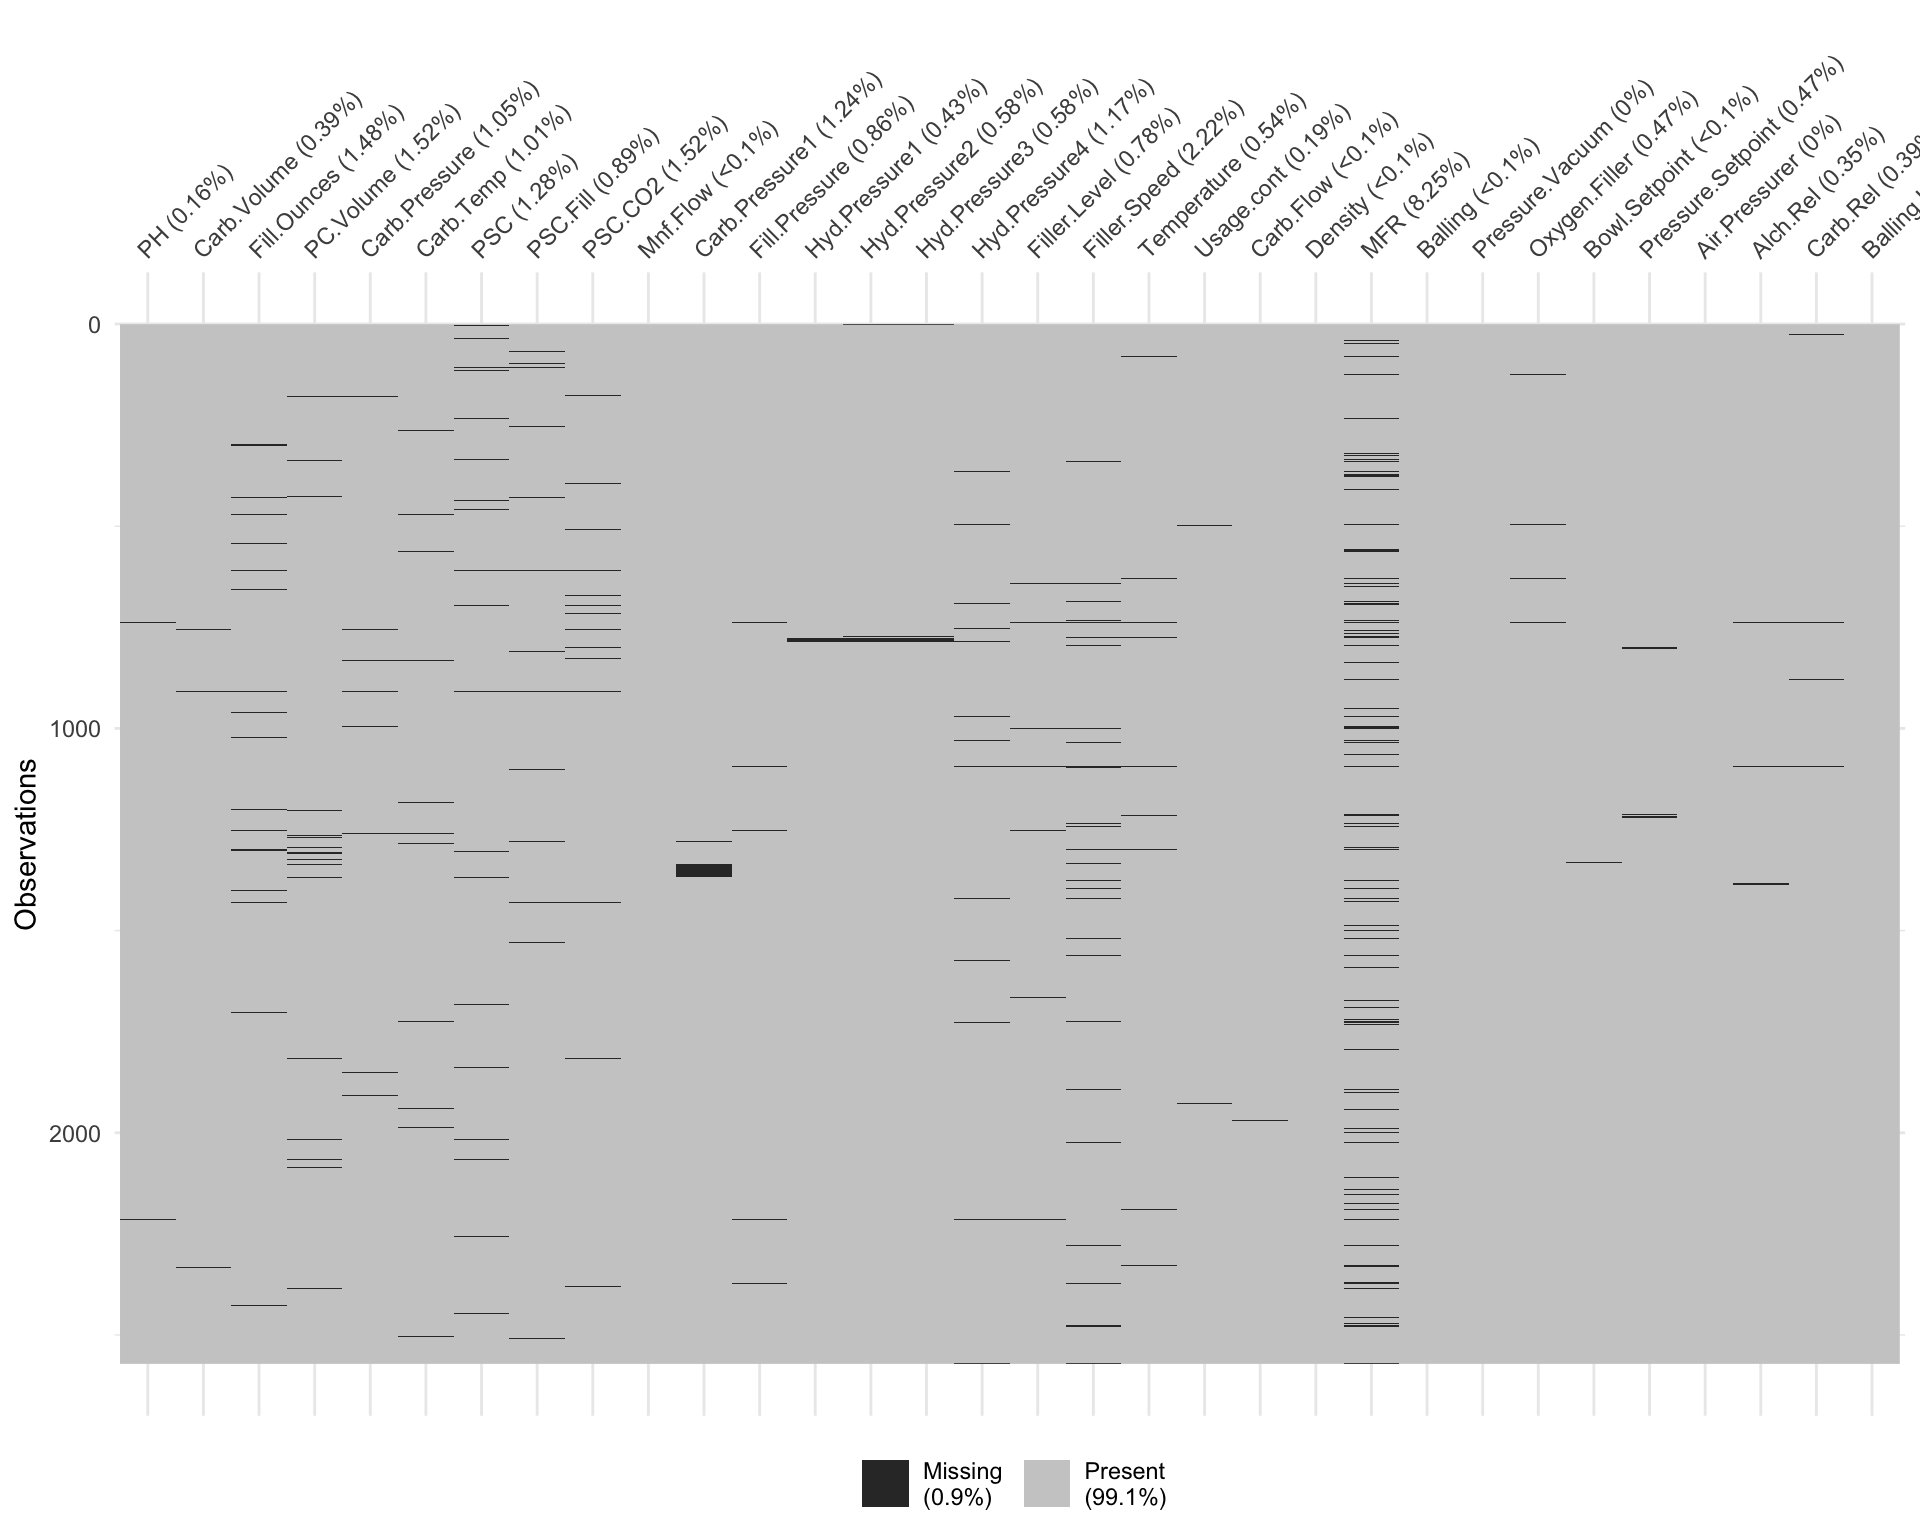 PH (0.16%)
Carb.Volume (0.39%)
Fill.Ounces (1.48%)
PC.Volume (1.52%)
Carb.Pressure (1.05%)
Carb.Temp (1.01%)
PSC (1.28%)
PSC.Fill (0.89%)
PSC.CO2 (1.52%)
Mnf.Flow (<0.1%)
Carb.Pressure1 (1.24%)
Fill.Pressure (0.86%)
Hyd.Pressure1 (0.43%)
Hyd.Pressure2 (0.58%)
Hyd.Pressure3 (0.58%)
Hyd.Pressure4 (1.17%)
Filler.Level (0.78%)
Filler.Speed (2.22%)
Temperature (0.54%)
Usage.cont (0.19%)
Carb.Flow (<0.1%)
Density (<0.1%)
MFR (8.25%)
Balling (<0.1%)
Pressure.Vacuum (0%)
Oxygen.Filler (0.47%)
Bowl.Setpoint (<0.1%)
Pressure.Setpoint (0.47%)
Air.Pressurer (0%)
Alch.Rel (0.35%)
Carb.Rel (0.39%
Balling.
0
1000
2000
Observations
Missing
(0.9%)
Present
(99.1%)